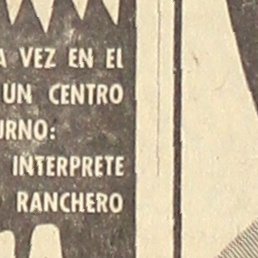 A VEZ EN EL
UN CENTRO
URNO:
INTERPRETE
RANCHERO